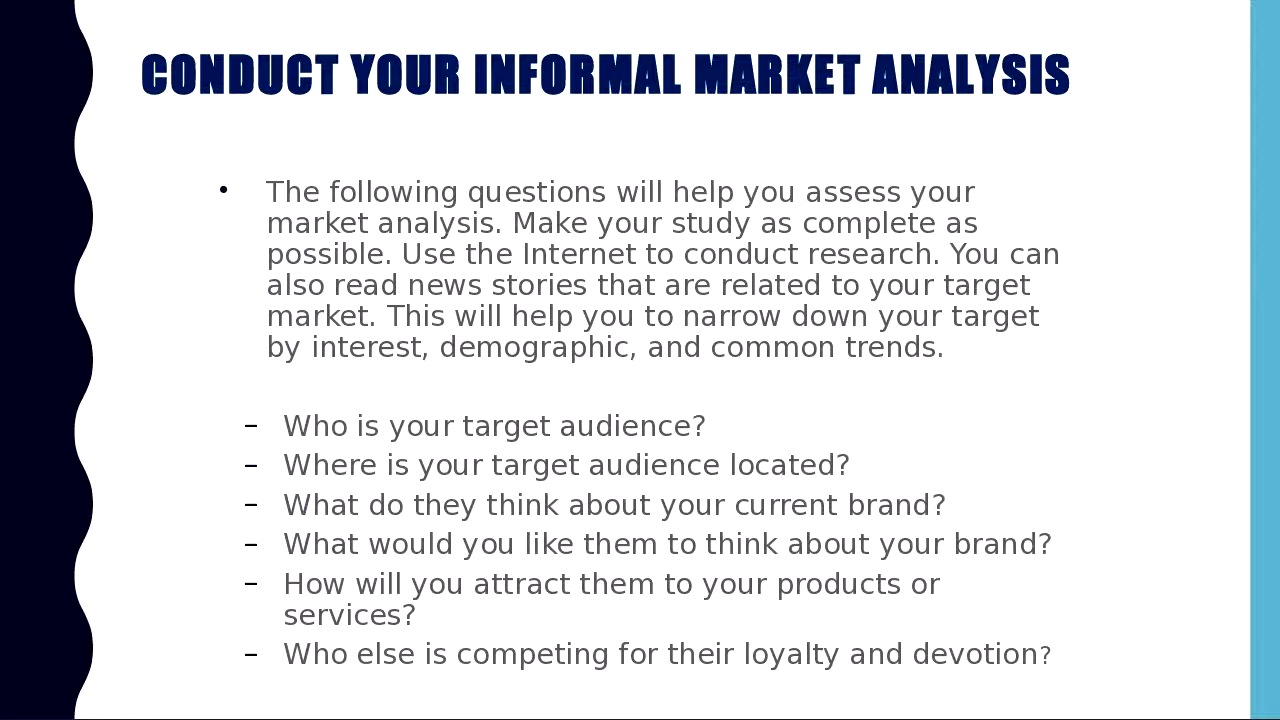 CONDUCT YOUR INFORMAL MARKET ANALYSIS
• The following questions will help you assess your
market analysis. Make your study as complete as
possible. Use the Internet to conduct research. You can
also read news stories that are related to your target
market. This will help you to narrow down your target
by interest, demographic, and common trends.
– Who is your target audience?
– Where is your target audience located?
– What do they think about your current brand?
– What would you like them to think about your brand?
– How will you attract them to your products or
services?
– Who else is competing for their loyalty and devotion?